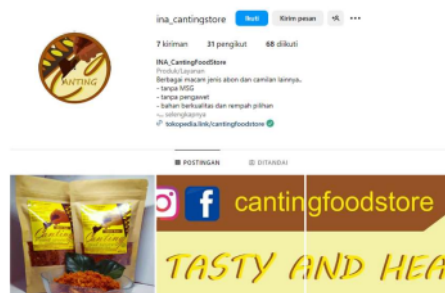 ina_cantingstore Ikuti Kirim pesan
7 kiriman 31 pengikut 68 diikuti
INA_CantingFoodStore
Produk/Layanan
Berbagai macam jenis abon dan camilan lainnya..
- tanpa MSG
- tanpa pengawet
- bahan berkualitas dan rempah pilihan
... selengkapnya
tokopedia.link/cantingfoodstore
CANTING
POSTINGAN DITANDAI
Canting
Canting
cantingfoodstore
TASTY AND HEA